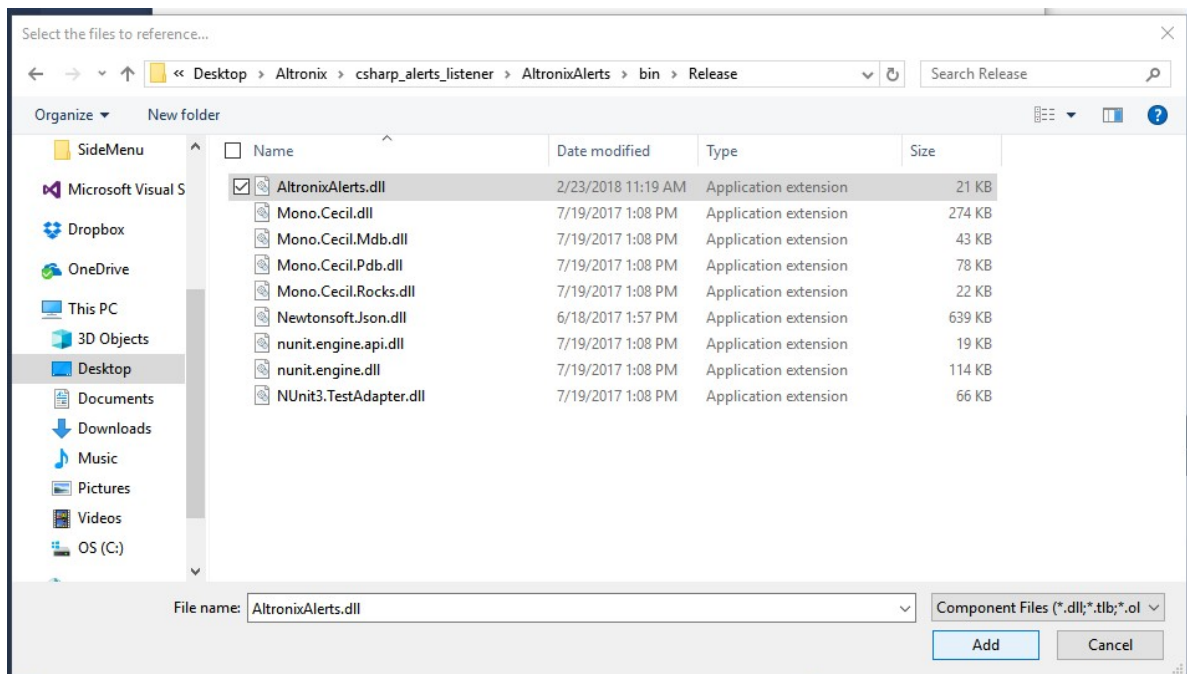 Select the files to reference...
« Desktop > Altronix > csharp_alerts_listener > AltronixAlerts > bin > Release
Search Release
Organize
New folder
Name
Date modified
Type
Size
SideMenu
Microsoft Visual S
Dropbox
OneDrive
This PC
3D Objects
Desktop
Documents
Downloads
Music
Pictures
Videos
OS (C:)
AltronixAlerts.dll 2/23/2018 11:19 AM Application extension 21 KB
Mono.Cecil.dll 7/19/2017 1:08 PM Application extension 274 KB
Mono.Cecil.Mdb.dll 7/19/2017 1:08 PM Application extension 43 KB
Mono.Cecil.Pdb.dll 7/19/2017 1:08 PM Application extension 78 KB
Mono.Cecil.Rocks.dll 7/19/2017 1:08 PM Application extension 22 KB
Newtonsoft.Json.dll 6/18/2017 1:57 PM Application extension 639 KB
nunit.engine.api.dll 7/19/2017 1:08 PM Application extension 19 KB
nunit.engine.dll 7/19/2017 1:08 PM Application extension 114 KB
NUnit3.TestAdapter.dll 7/19/2017 1:08 PM Application extension 66 KB
File name: AltronixAlerts.dll
Component Files (*.dll;*.tlb;*.ol
Add
Cancel